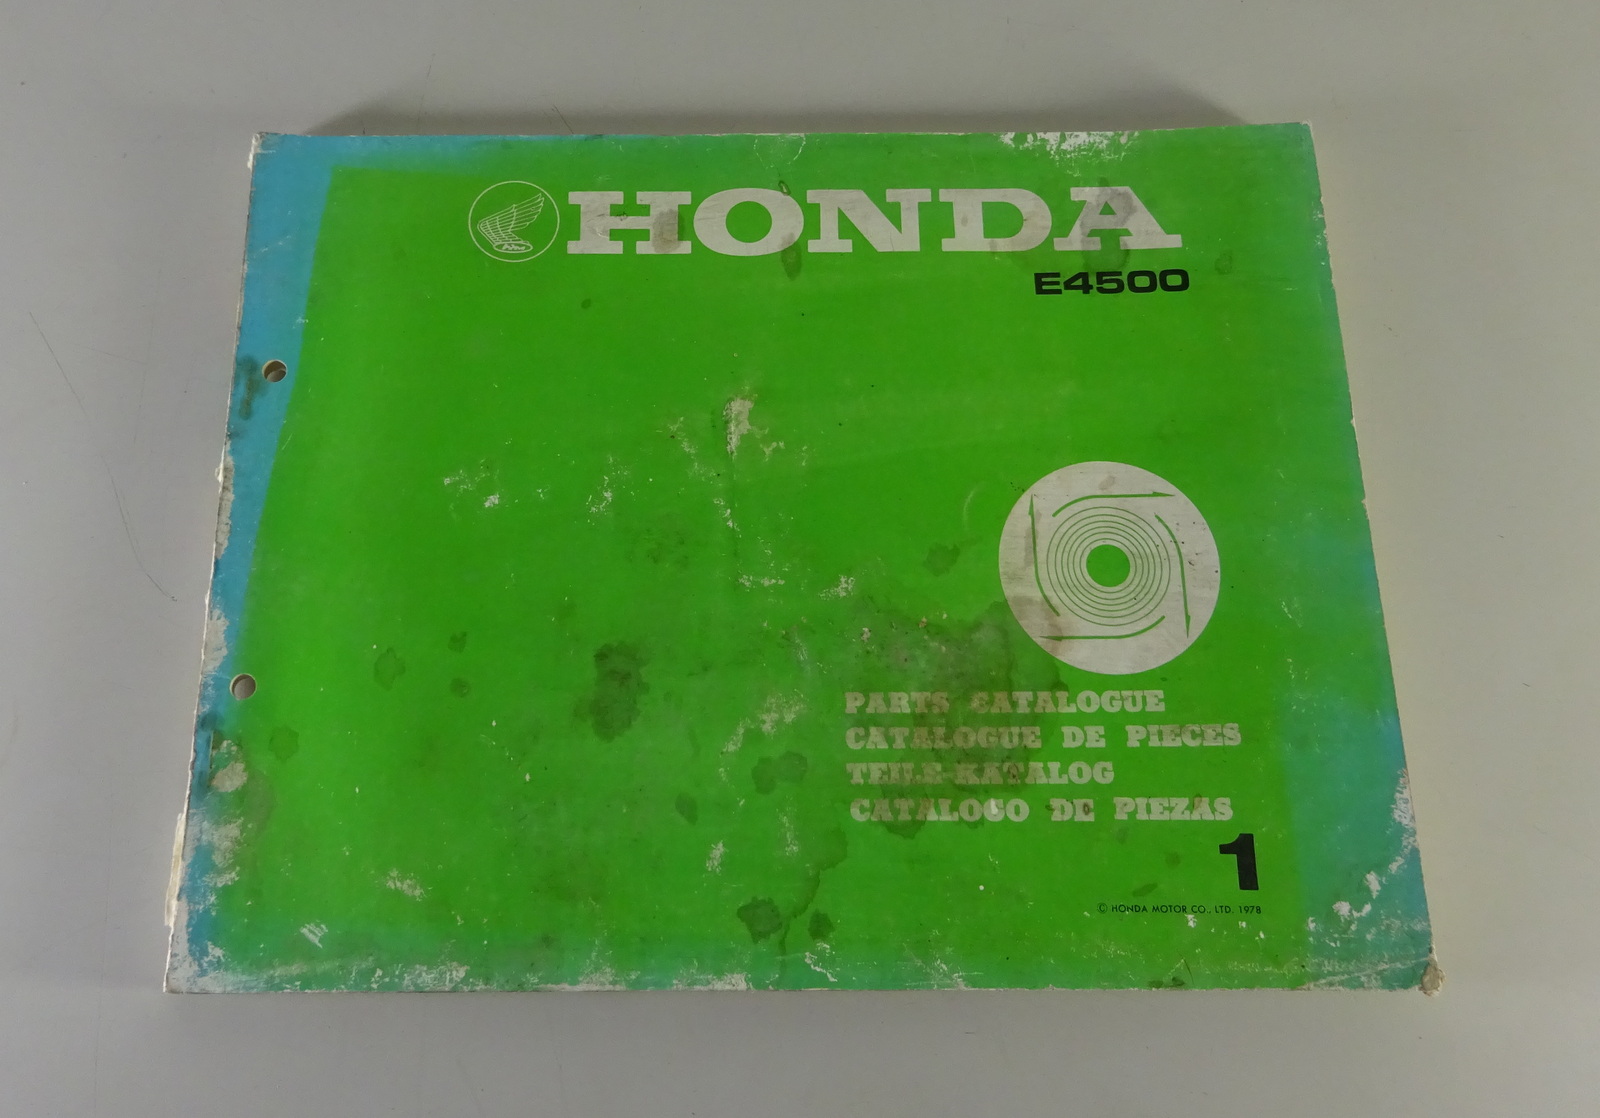 HONDA
E4500
PARTS CATALOGUE
CATALOGUE DE PIECES
TEILE-KATALOG
CATALOGO DE PIEZAS
1
© HONDA MOTOR CO., LTD. 1978